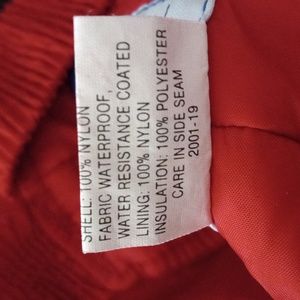 SHELL: 100% NYLON
FABRIC WATERPROOF,
WATER RESISTANCE COATED
LINING: 100% NYLON
INSULATION: 100% POLYESTER
CARE IN SIDE SEAM
2001-19